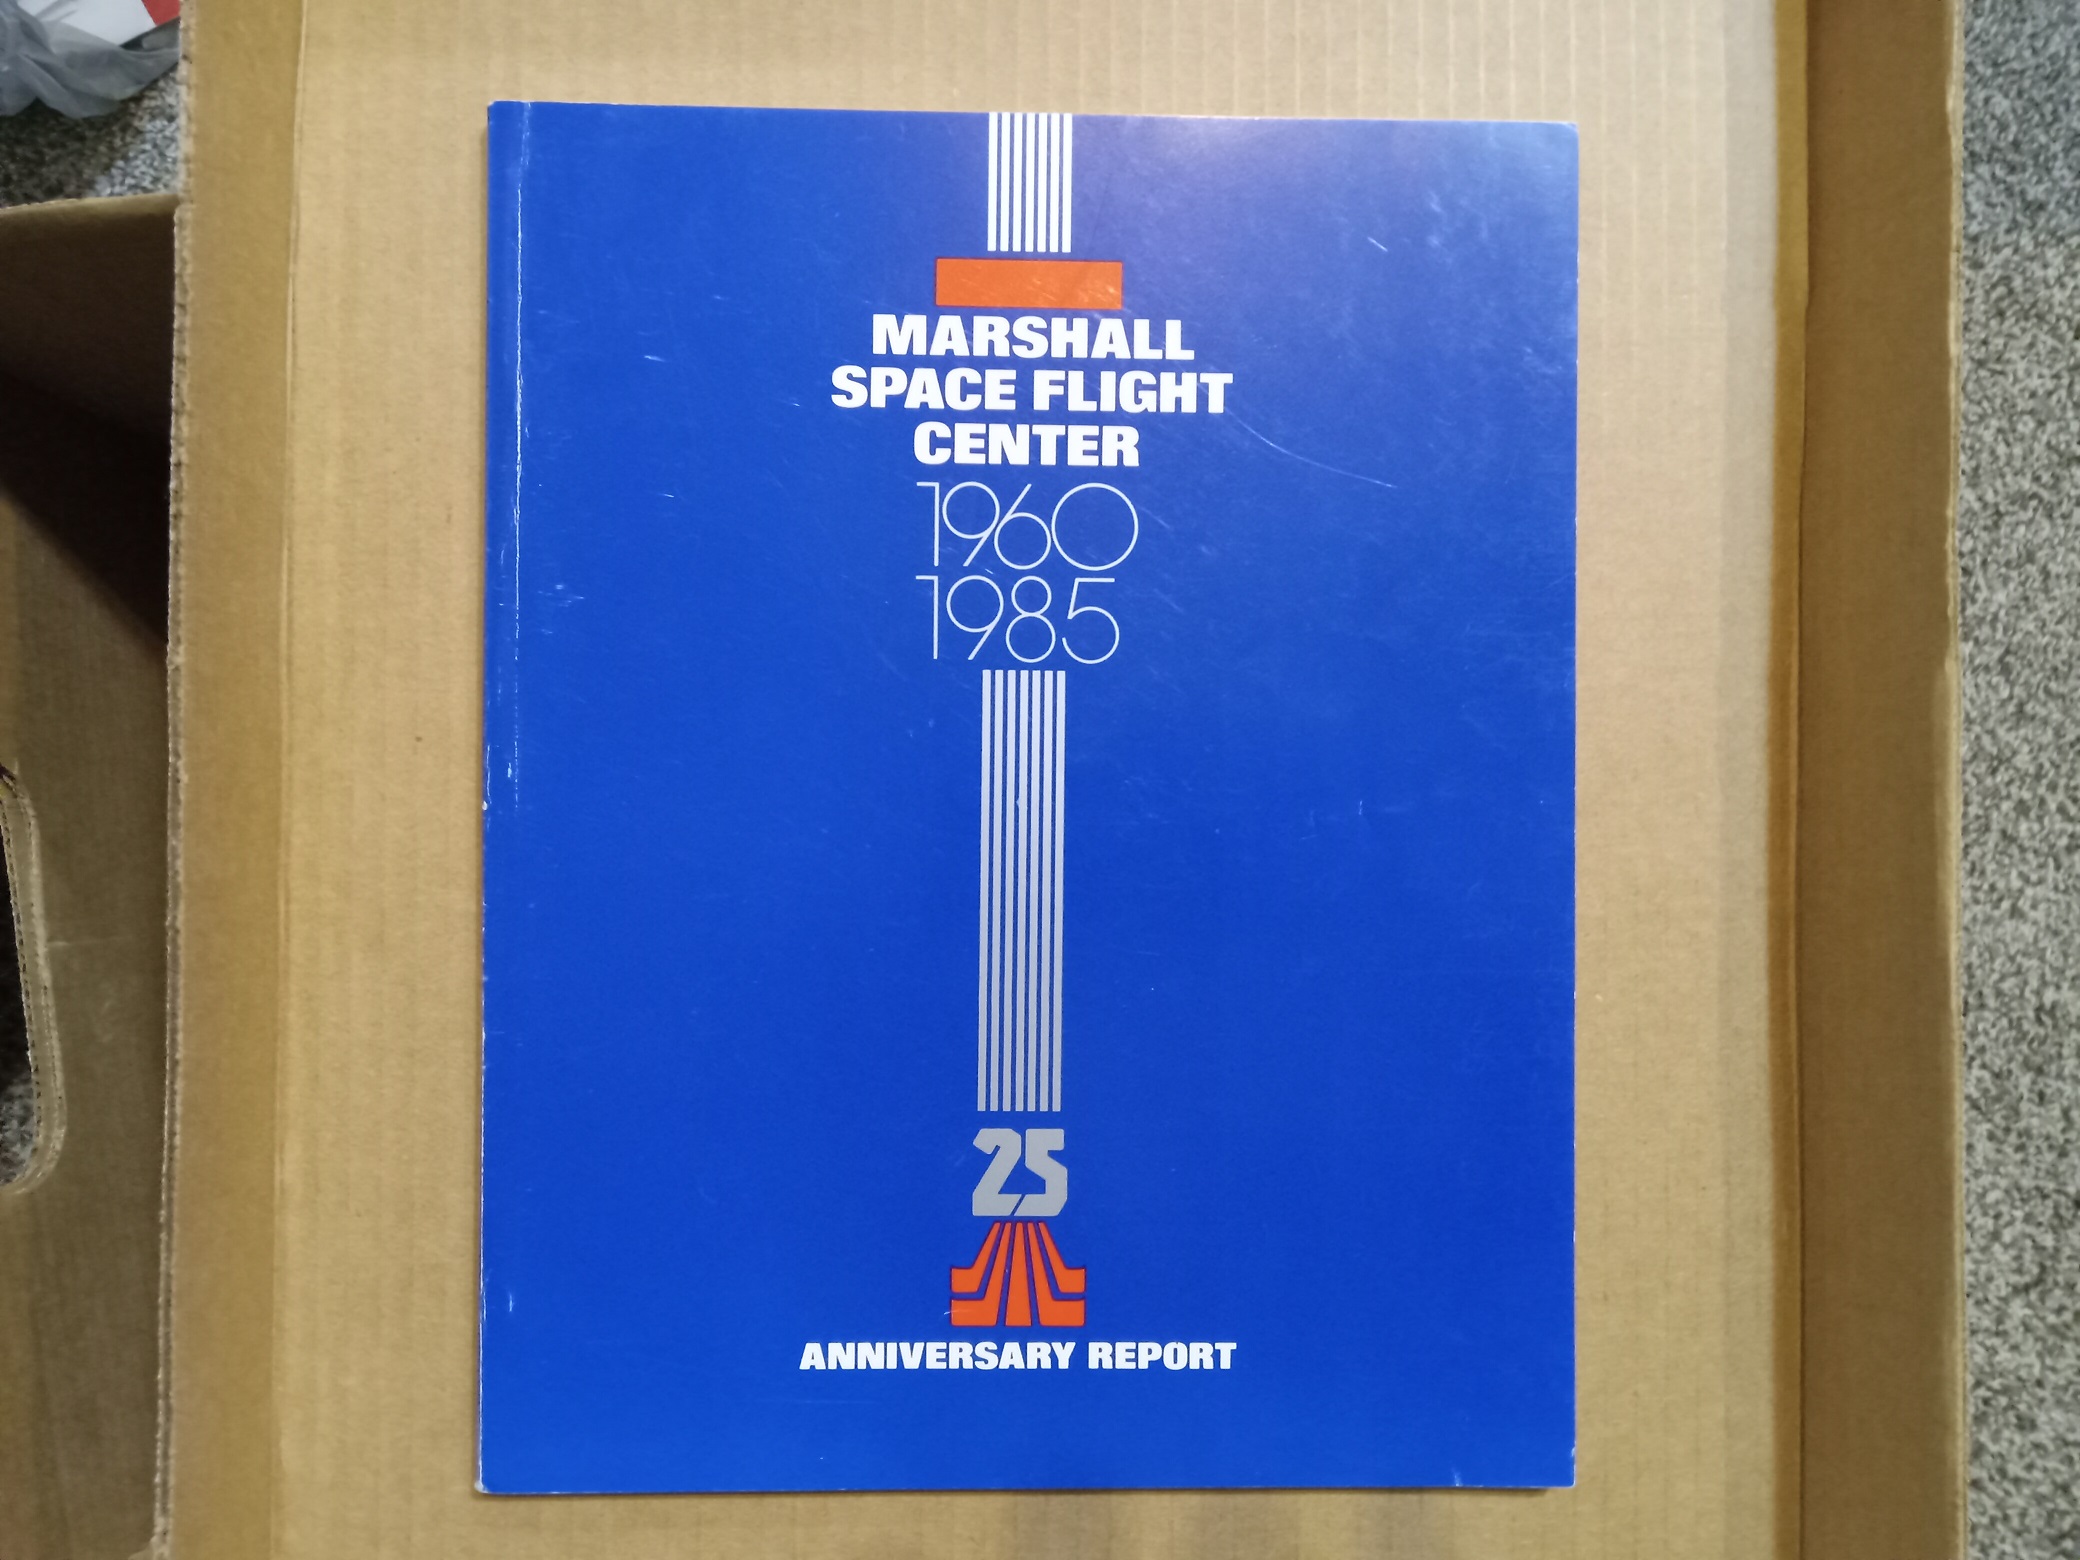 MARSHALL
SPACE FLIGHT
CENTER
1960
1985
25
ANNIVERSARY REPORT